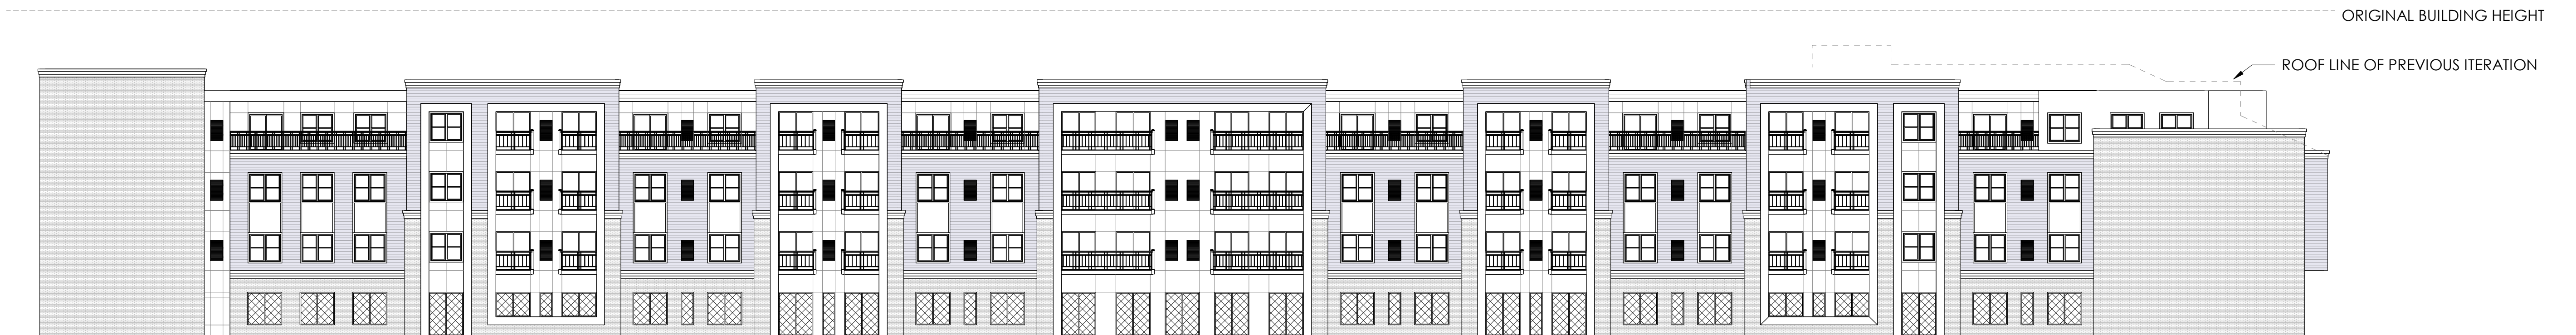 ORIGINAL BUILDING HEIGHT
ROOF LINE OF PREVIOUS ITERATION